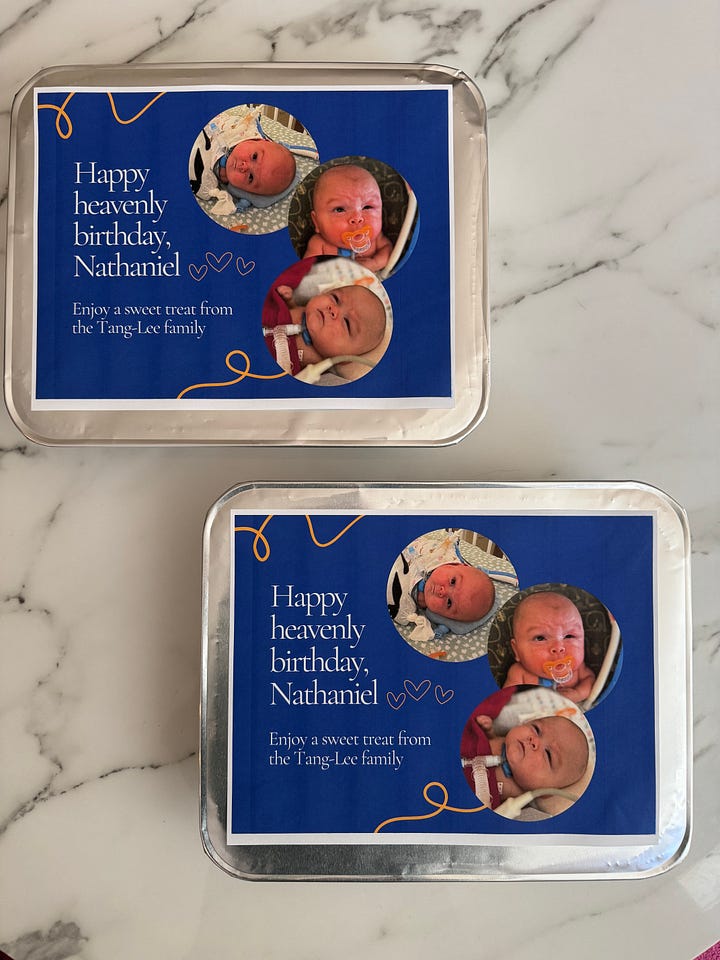 Happy
heavenly
birthday,
Nathaniel
Enjoy a sweet treat from
the Tang-Lee family
Happy
heavenly
birthday,
Nathaniel
Enjoy a sweet treat from
the Tang-Lee family